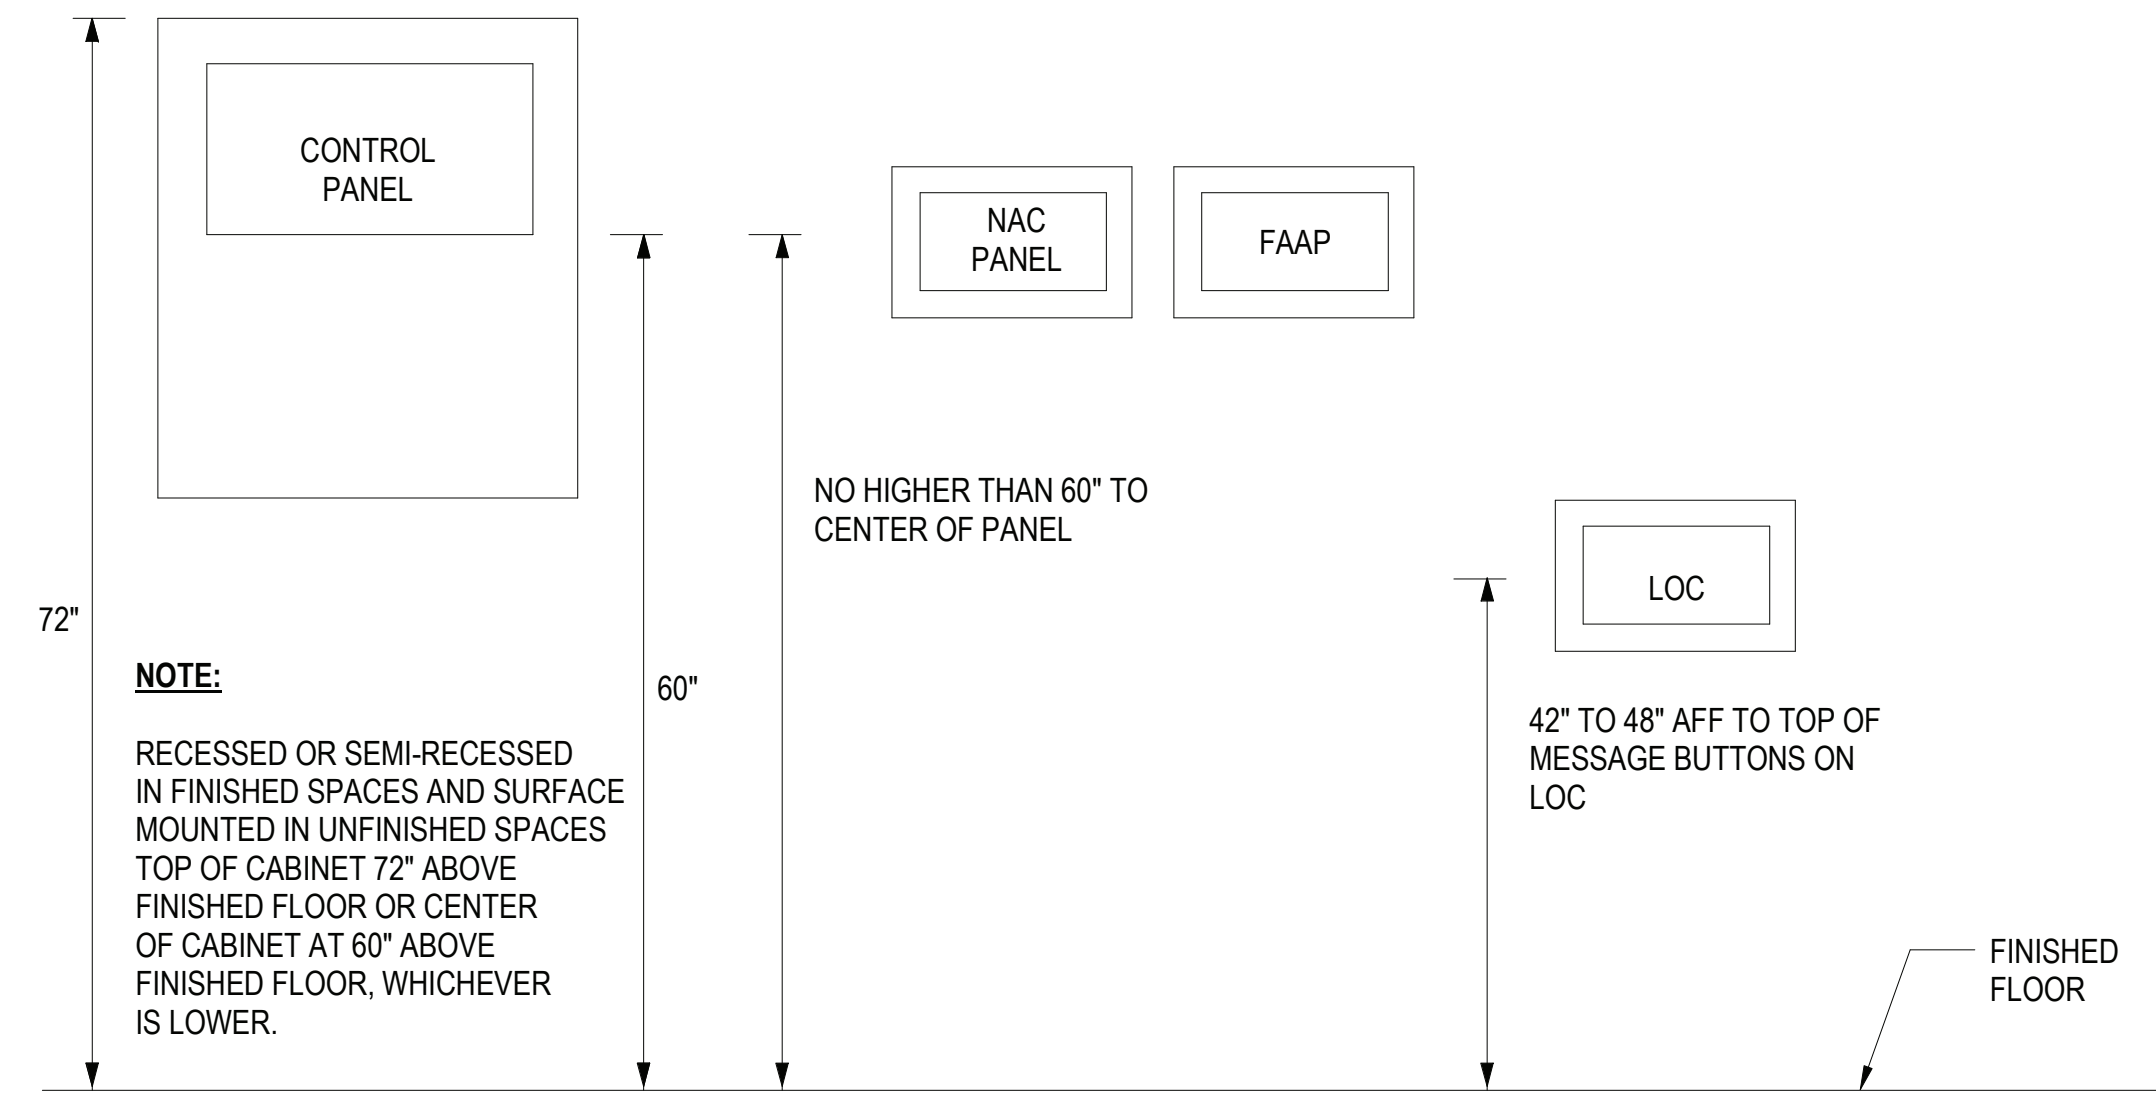 CONTROL
PANEL
NAC
PANEL
FAAP
NO HIGHER THAN 60" TO
CENTER OF PANEL
LOC
72"
60"
NOTE:
RECESSED OR SEMI-RECESSED
IN FINISHED SPACES AND SURFACE
MOUNTED IN UNFINISHED SPACES
TOP OF CABINET 72" ABOVE
FINISHED FLOOR OR CENTER
OF CABINET AT 60" ABOVE
FINISHED FLOOR, WHICHEVER
IS LOWER.
42" TO 48" AFF TO TOP OF
MESSAGE BUTTONS ON
LOC
FINISHED
FLOOR